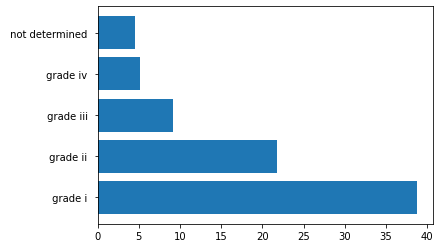 not determined
grade iv
grade iii
grade ii
grade i
0 5 10 15 20 25 30 35 40